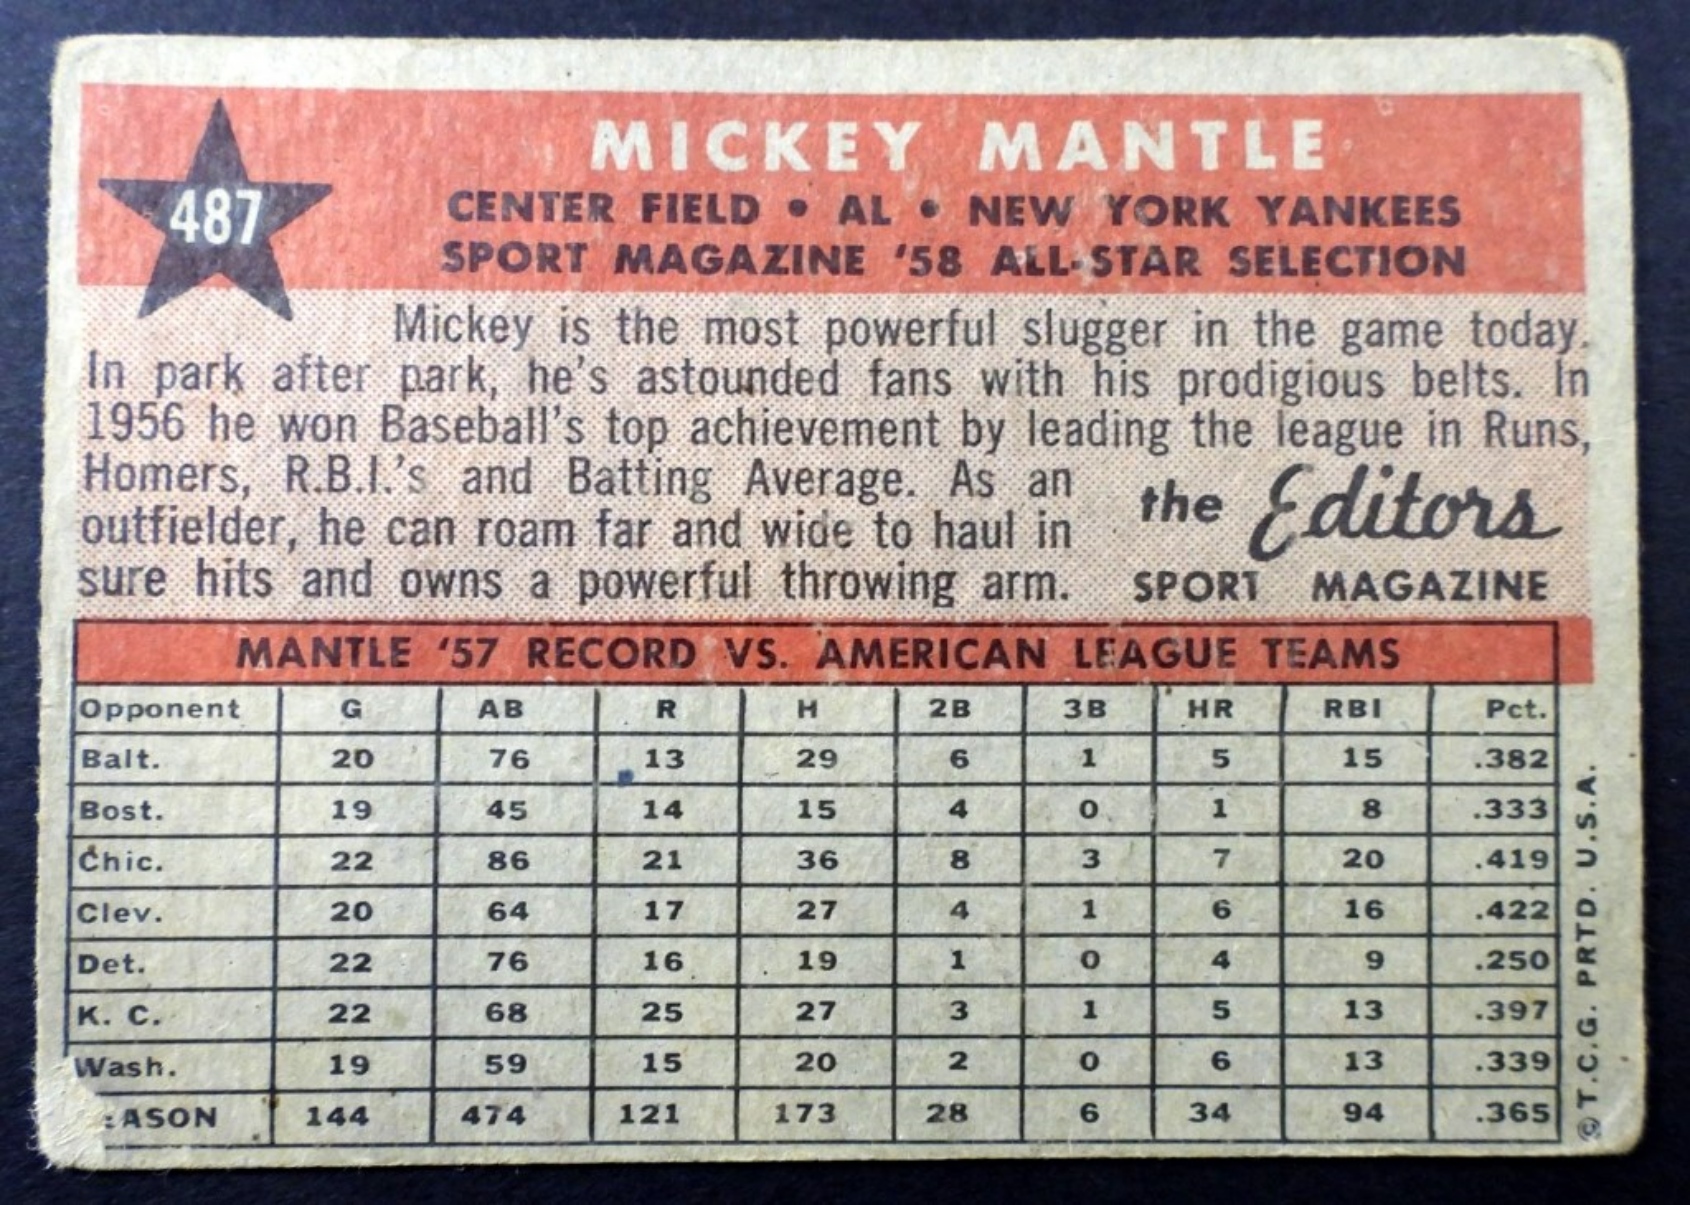 487
MICKEY MANTLE
CENTER FIELD • AL • NEW YORK YANKEES
SPORT MAGAZINE '58 ALL-STAR SELECTION
Mickey is the most powerful slugger in the game today.
In park after park, he's astounded fans with his prodigious belts. In
1956 he won Baseball's top achievement by leading the league in Runs,
Homers, R.B.I.'s and Batting Average. As an
outfielder, he can roam far and wide to haul in
sure hits and owns a powerful throwing arm.
the Editors
SPORT MAGAZINE
MANTLE '57 RECORD VS. AMERICAN LEAGUE TEAMS
Opponent G AB R H 2B 3B HR RBI Pct.
Balt. 20 76 13 29 6 1 5 15 .382
Bost. 19 45 14 15 4 0 1 8 .333
Chic. 22 86 21 36 8 3 7 20 .419
Clev. 20 64 17 27 4 1 6 16 .422
Det. 22 76 16 19 1 0 4 9 .250
K. C. 22 68 25 27 3 1 5 13 .397
Wash. 19 59 15 20 2 0 6 13 .339
EASON 144 474 121 173 28 6 34 94 .365
© T.C.G. PRTD. U.S.A.